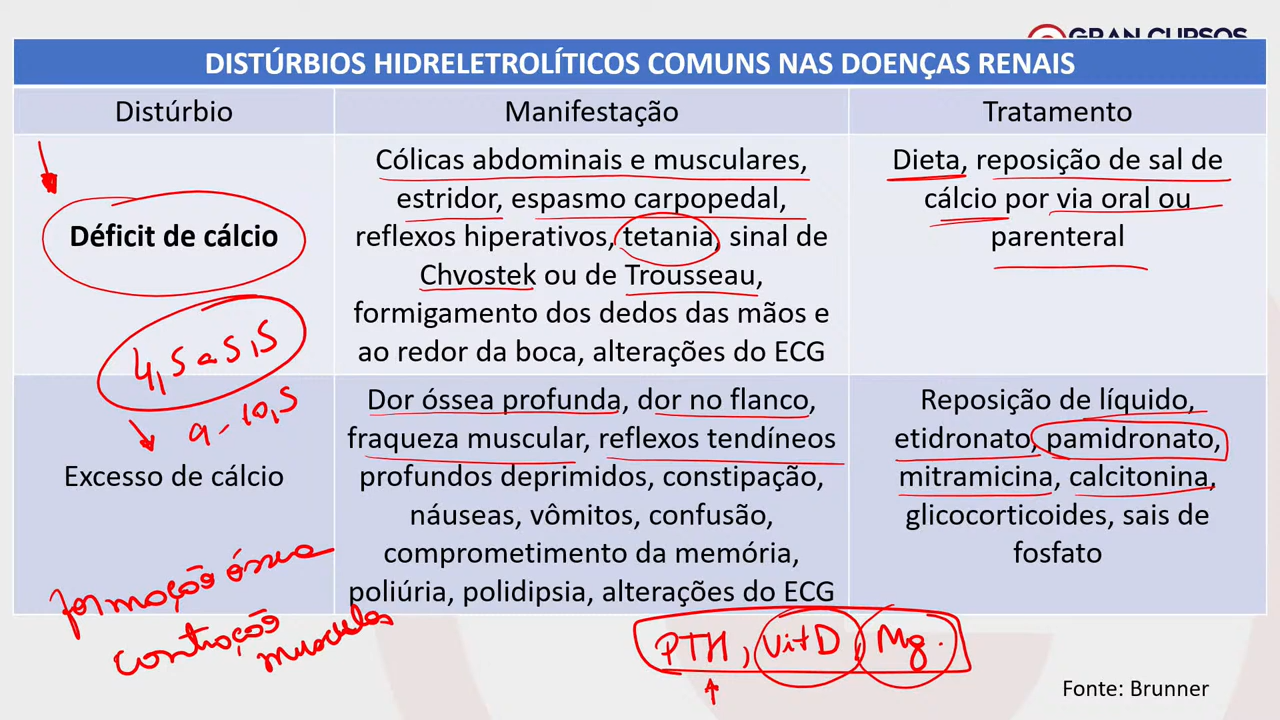 GRAN CURSOS
DISTÚRBIOS HIDRELETROLÍTICOS COMUNS NAS DOENÇAS RENAIS
Distúrbio
Manifestação
Tratamento
Déficit de cálcio
4,5 a 5,5
9 - 10,5
Cólicas abdominais e musculares,
estridor, espasmo carpopedal,
reflexos hiperativos, tetania, sinal de
Chvostek ou de Trousseau,
formigamento dos dedos das mãos e
ao redor da boca, alterações do ECG
Dieta, reposição de sal de
cálcio por via oral ou
parenteral
Excesso de cálcio
Dor óssea profunda, dor no flanco,
fraqueza muscular, reflexos tendíneos
profundos deprimidos, constipação,
náuseas, vômitos, confusão,
comprometimento da memória,
poliúria, polidipsia, alterações do ECG
Reposição de líquido,
etidronato, pamidronato,
mitramicina, calcitonina,
glicocorticoides, sais de
fosfato
formação óssea
contração
musculos
PTH, VitD, Mg.
Fonte: Brunner